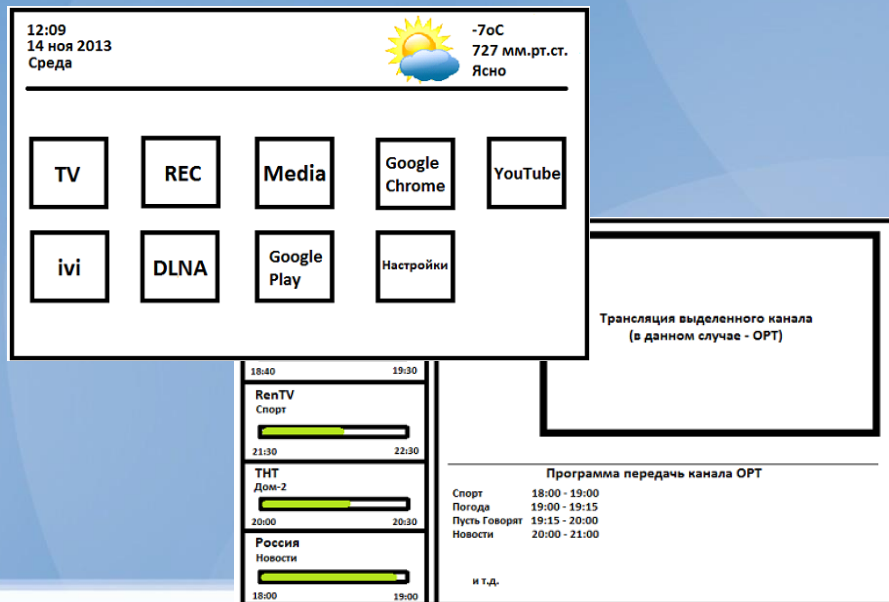 12:09
14 ноя 2013
Среда
-7оС
727 мм.рт.ст.
Ясно
TV
REC
Media
Google
Chrome
YouTube
ivi
DLNA
Google
Play
Настройки
18:40 19:30
RenTV
Спорт
21:30 22:30
ТНТ
Дом-2
20:00 20:30
Россия
Новости
18:00 19:00
Трансляция выделенного канала
(в данном случае - ОРТ)
Программа передачь канала ОРТ
Спорт 18:00 - 19:00
Погода 19:00 - 19:15
Пусть Говорят 19:15 - 20:00
Новости 20:00 - 21:00
и т.д.